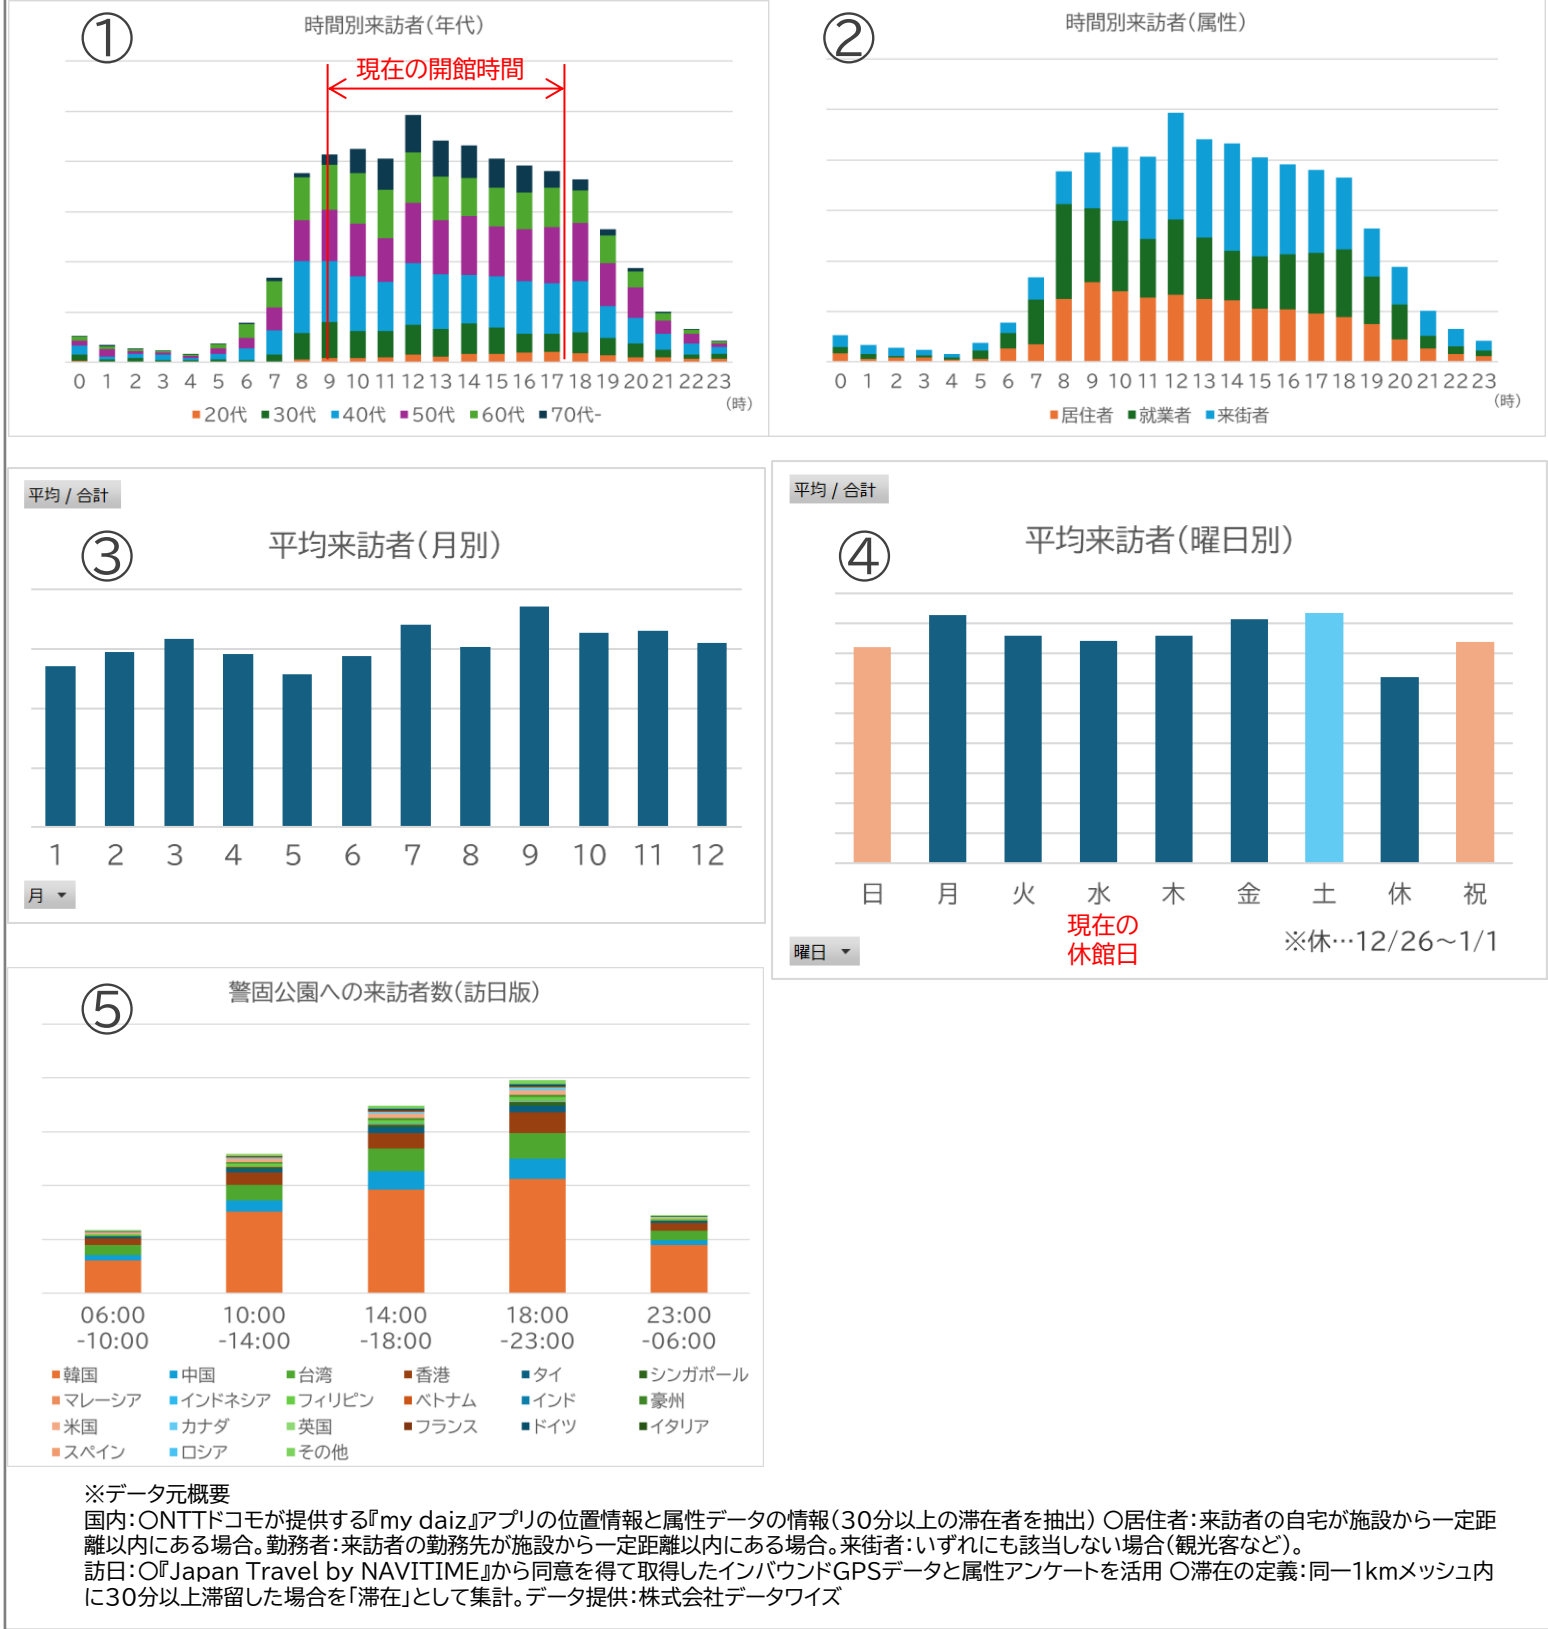 ①
時間別来訪者(年代)
現在の開館時間
0 1 2 3 4 5 6 7 8 9 10 11 12 13 14 15 16 17 18 19 20 21 22 23
(時)
20代 30代 40代 50代 60代 70代-
②
時間別来訪者(属性)
0 1 2 3 4 5 6 7 8 9 10 11 12 13 14 15 16 17 18 19 20 21 22 23
(時)
居住者 就業者 来街者
平均 / 合計
③
平均来訪者(月別)
1 2 3 4 5 6 7 8 9 10 11 12
月
平均 / 合計
④
平均来訪者(曜日別)
日 月 火 水 木 金 土 休 祝
現在の
休館日
※休…12/26～1/1
曜日
⑤
警固公園への来訪者数(訪日版)
06:00 10:00 14:00 18:00 23:00
-10:00 -14:00 -18:00 -23:00 -06:00
韓国 中国 台湾 香港 タイ シンガポール
マレーシア インドネシア フィリピン ベトナム インド 豪州
米国 カナダ 英国 フランス ドイツ イタリア
スペイン ロシア その他
※データ元概要
国内：〇NTTドコモが提供する『my daiz』アプリの位置情報と属性データの情報（30分以上の滞在者を抽出）〇居住者：来訪者の自宅が施設から一定距
離以内にある場合。勤務者：来訪者の勤務先が施設から一定距離以内にある場合。来街者：いずれにも該当しない場合（観光客など）。
訪日：〇『Japan Travel by NAVITIME』から同意を得て取得したインバウンドGPSデータと属性アンケートを活用 〇滞在の定義：同一1kmメッシュ内
に30分以上滞留した場合を「滞在」として集計。データ提供：株式会社データワイズ